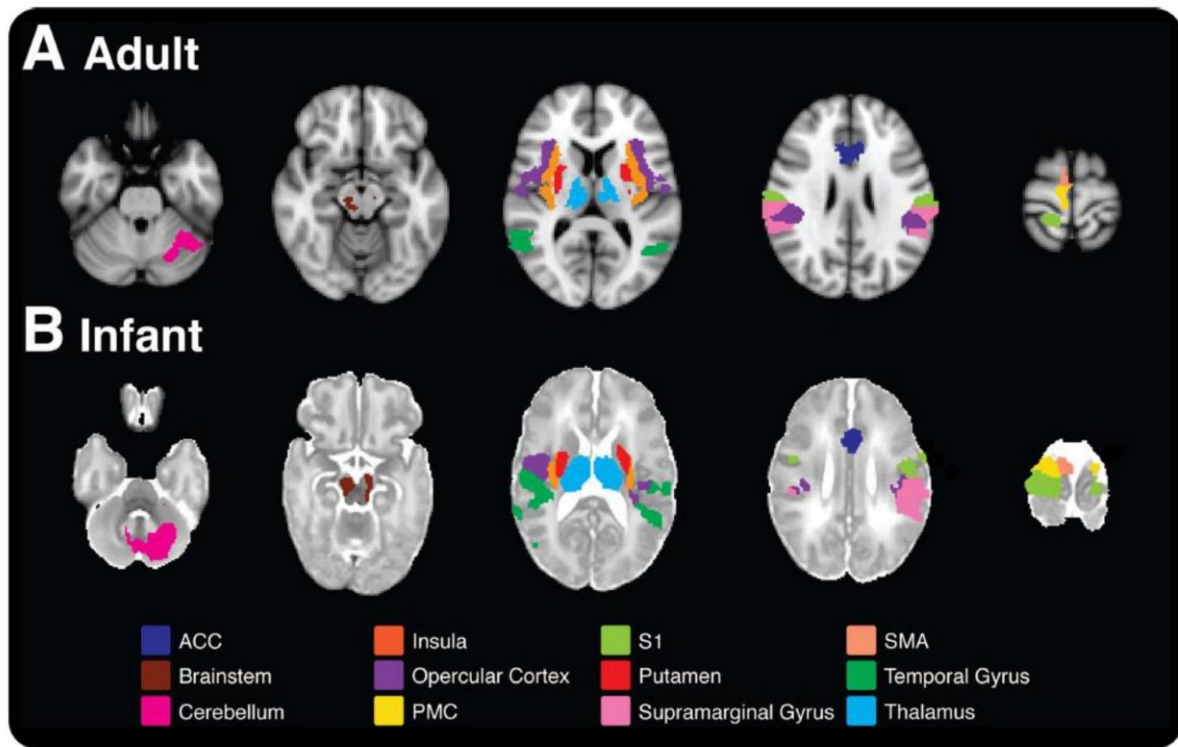 A Adult
B Infant
ACC Insula S1 SMA
Brainstem Opercular Cortex Putamen Temporal Gyrus
Cerebellum PMC Supramarginal Gyrus Thalamus